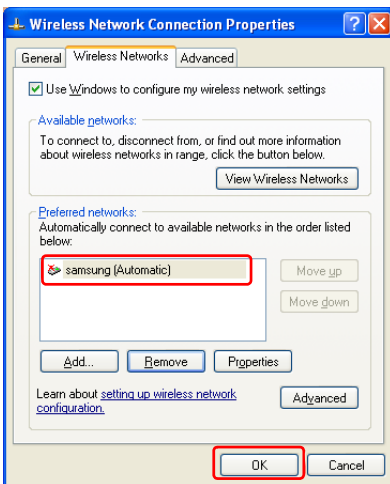 Wireless Network Connection Properties
General Wireless Networks Advanced
Use Windows to configure my wireless network settings
Available networks:
To connect to, disconnect from, or find out more information
about wireless networks in range, click the button below.
View Wireless Networks
Preferred networks:
Automatically connect to available networks in the order listed
below:
samsung (Automatic)
Move up
Move down
Add... Remove Properties
Learn about setting up wireless network
configuration.
Advanced
OK Cancel